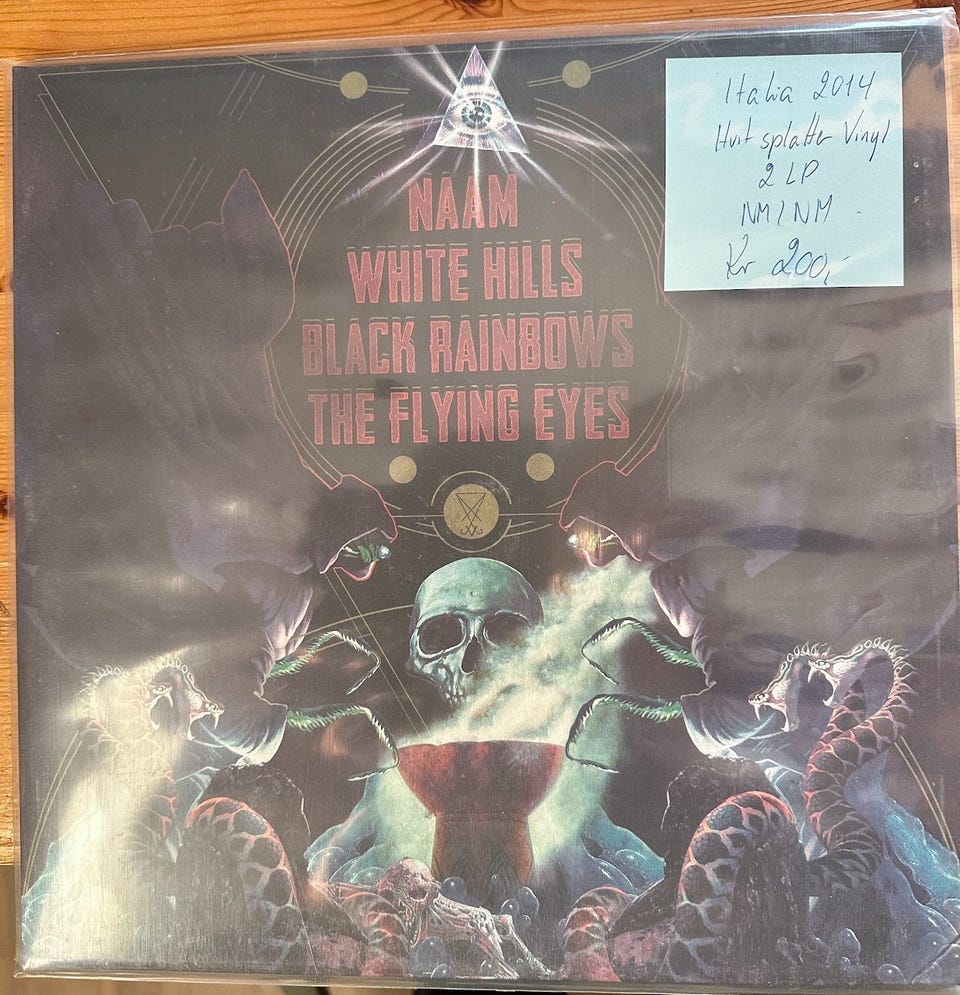 NAAM
WHITE HILLS
BLACK RAINBOWS
THE FLYING EYES
Italia 2014
Hvit splatter Vinyl
2 LP
NM/NM
Kr 200,-